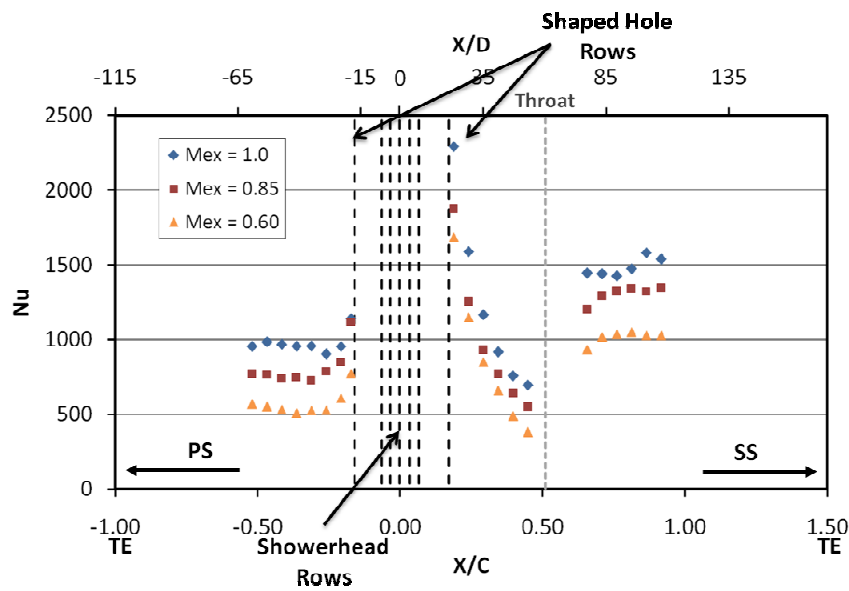 Shaped Hole
Rows
X/D
-115 -65 -15 0 35 85 135
Throat
2500
2000
1500
1000
500
0
Mex = 1.0
Mex = 0.85
Mex = 0.60
Nu
PS
SS
-1.00 -0.50 0.00 0.50 1.00 1.50
TE
TE
Showerhead
Rows
X/C